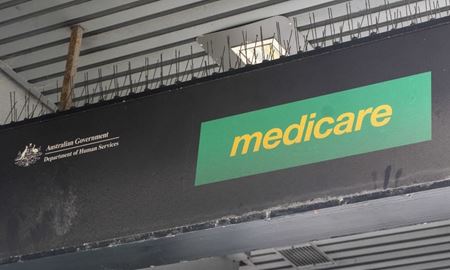 Australian Government
Department of Human Services
medicare